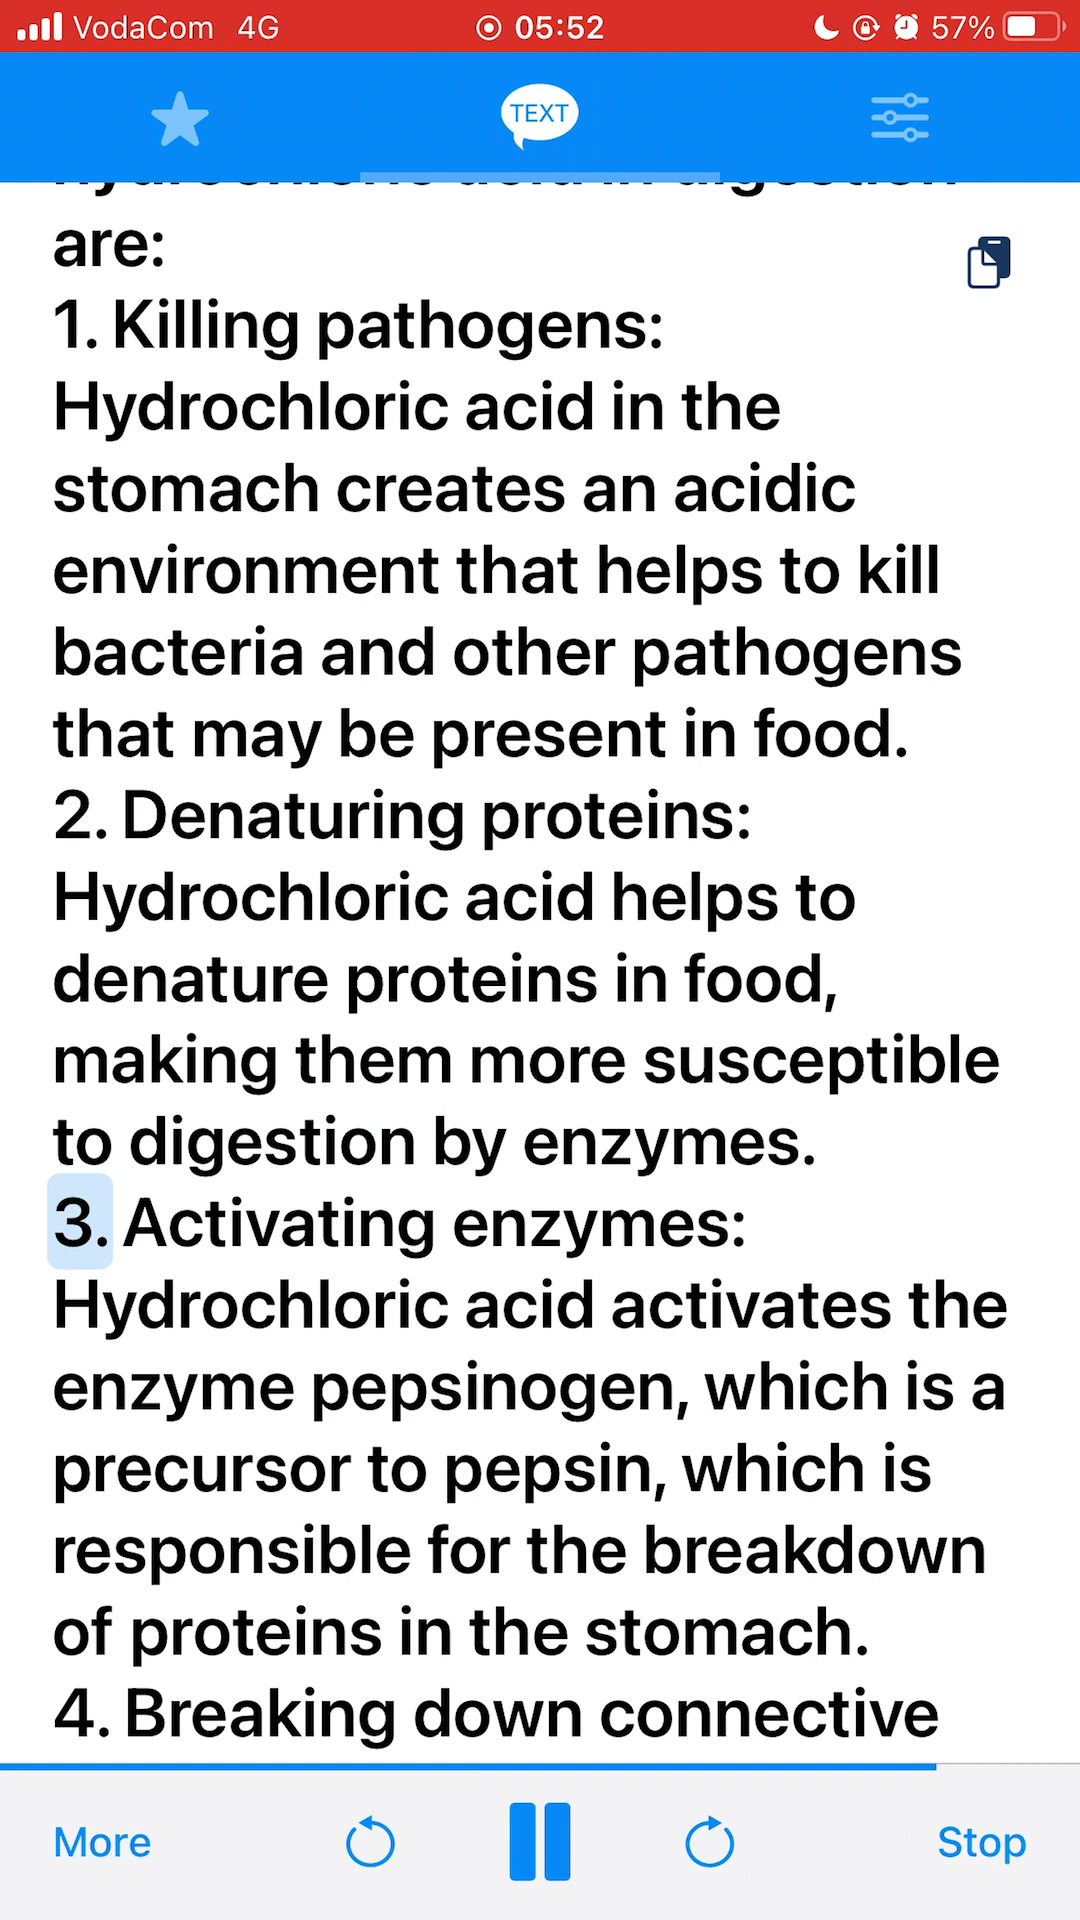 VodaCom 4G 05:52 57%
TEXT
are:
1. Killing pathogens:
Hydrochloric acid in the
stomach creates an acidic
environment that helps to kill
bacteria and other pathogens
that may be present in food.
2. Denaturing proteins:
Hydrochloric acid helps to
denature proteins in food,
making them more susceptible
to digestion by enzymes.
3. Activating enzymes:
Hydrochloric acid activates the
enzyme pepsinogen, which is a
precursor to pepsin, which is
responsible for the breakdown
of proteins in the stomach.
4. Breaking down connective
More Stop